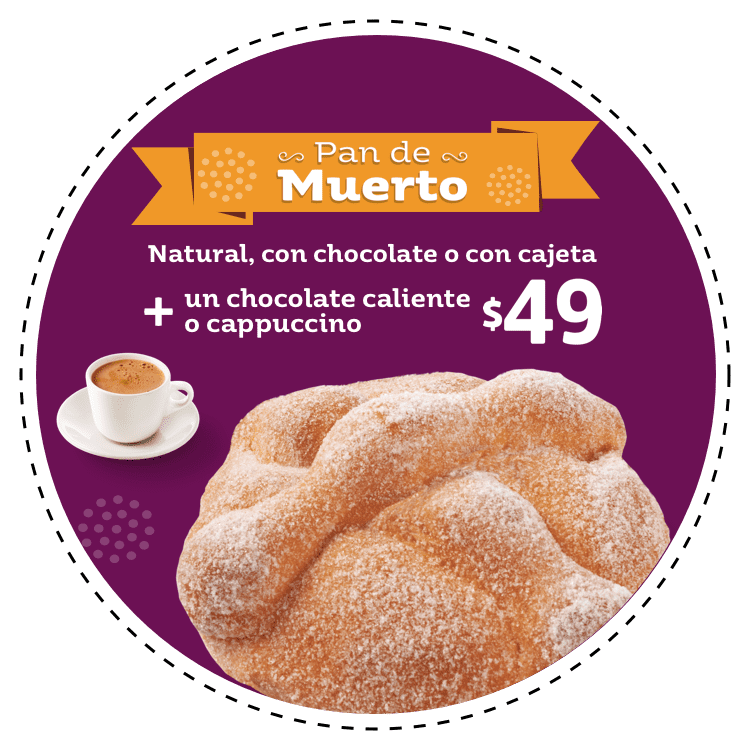 Pan de
Muerto
Natural, con chocolate o con cajeta
+ un chocolate caliente
o cappuccino
$49